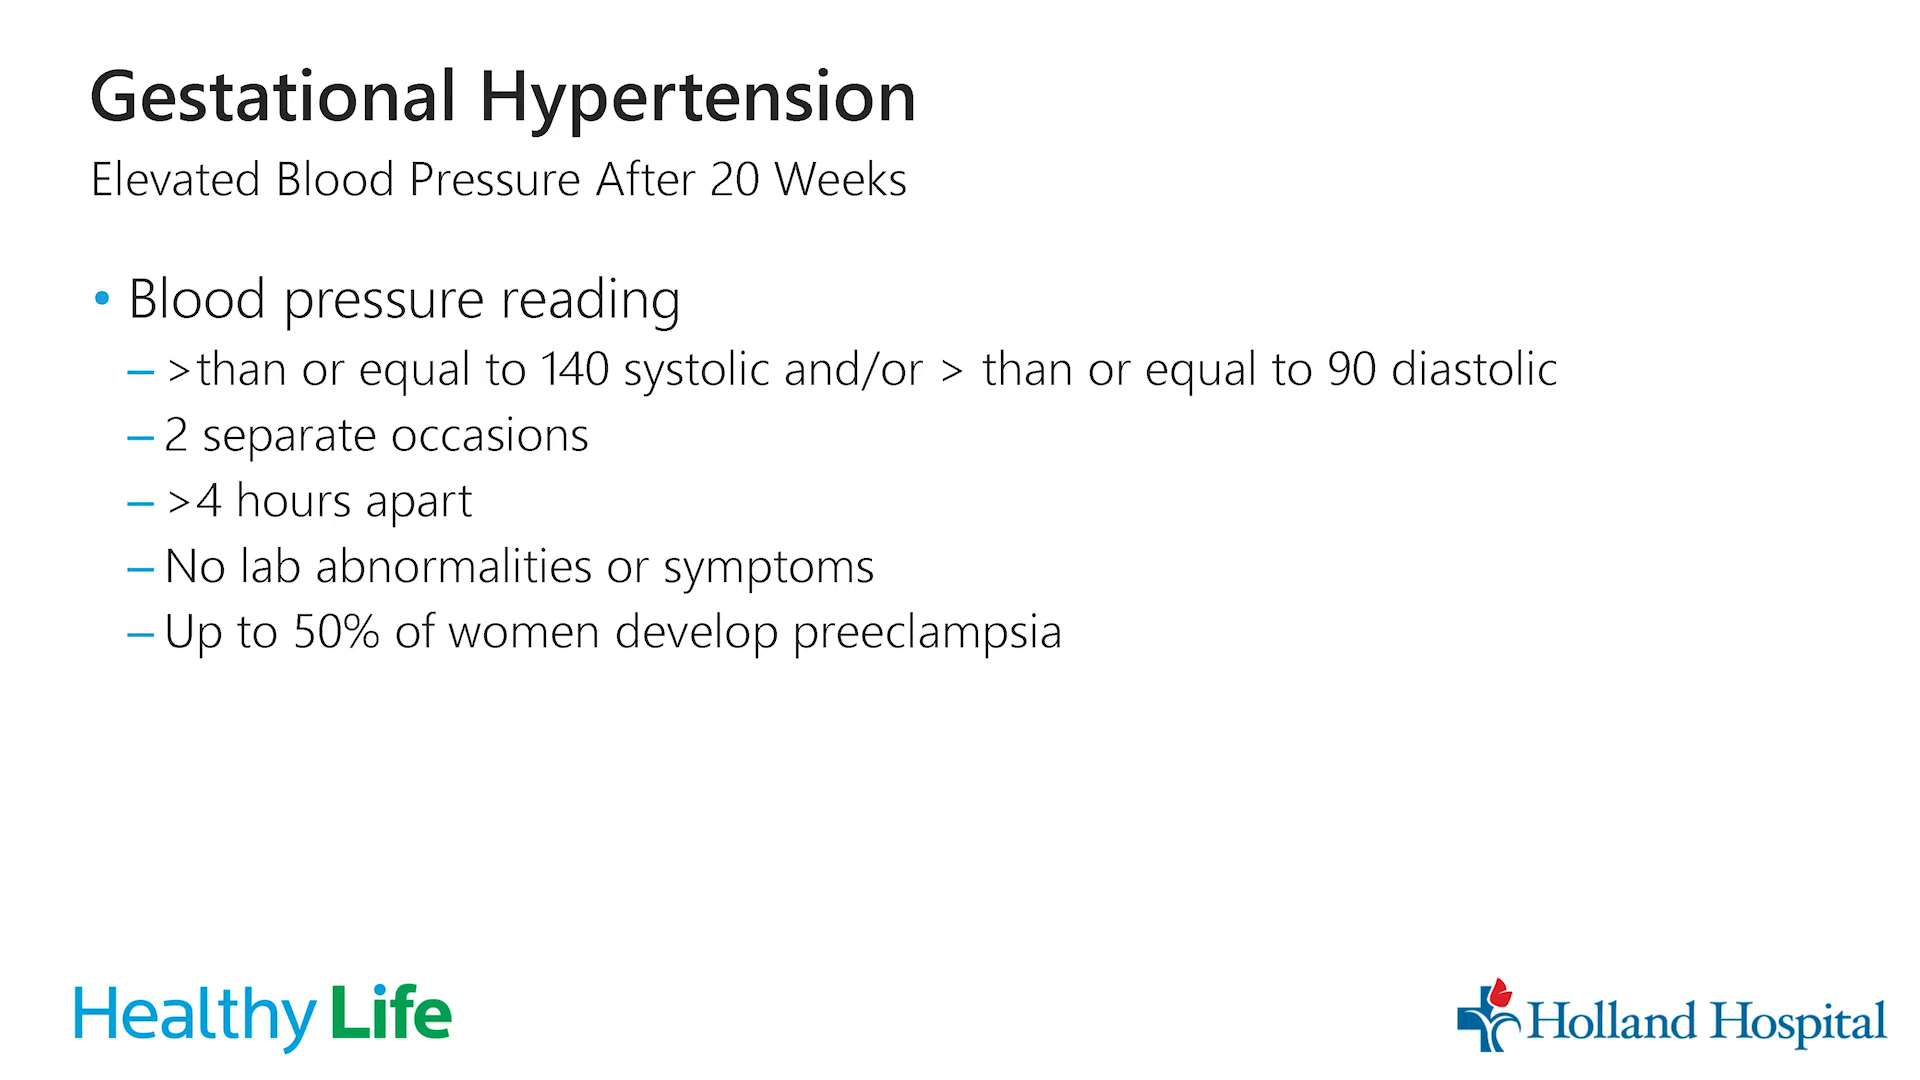 Gestational Hypertension
Elevated Blood Pressure After 20 Weeks
• Blood pressure reading
– >than or equal to 140 systolic and/or > than or equal to 90 diastolic
– 2 separate occasions
– >4 hours apart
– No lab abnormalities or symptoms
– Up to 50% of women develop preeclampsia
Healthy Life
Holland Hospital